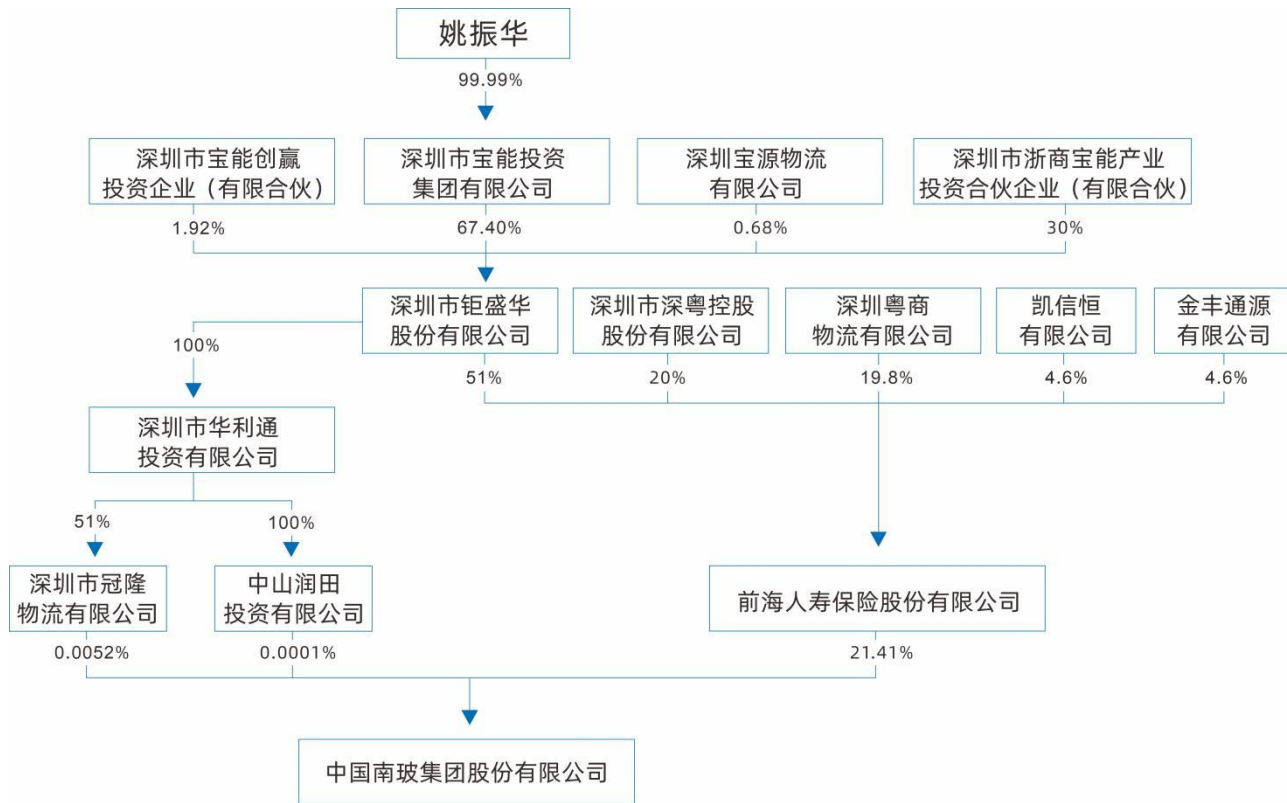 姚振华
99.99%
深圳市宝能创赢
投资企业（有限合伙）
深圳市宝能投资
集团有限公司
深圳宝源物流
有限公司
深圳市浙商宝能产业
投资合伙企业（有限合伙）
1.92%
67.40%
0.68%
30%
深圳市钜盛华
股份有限公司
深圳市深粤控股
股份有限公司
深圳粤商
物流有限公司
凯信恒
有限公司
金丰通源
有限公司
100%
51%
20%
19.8%
4.6%
4.6%
深圳市华利通
投资有限公司
51%
100%
深圳市冠隆
物流有限公司
中山润田
投资有限公司
前海人寿保险股份有限公司
0.0052%
0.0001%
21.41%
中国南玻集团股份有限公司